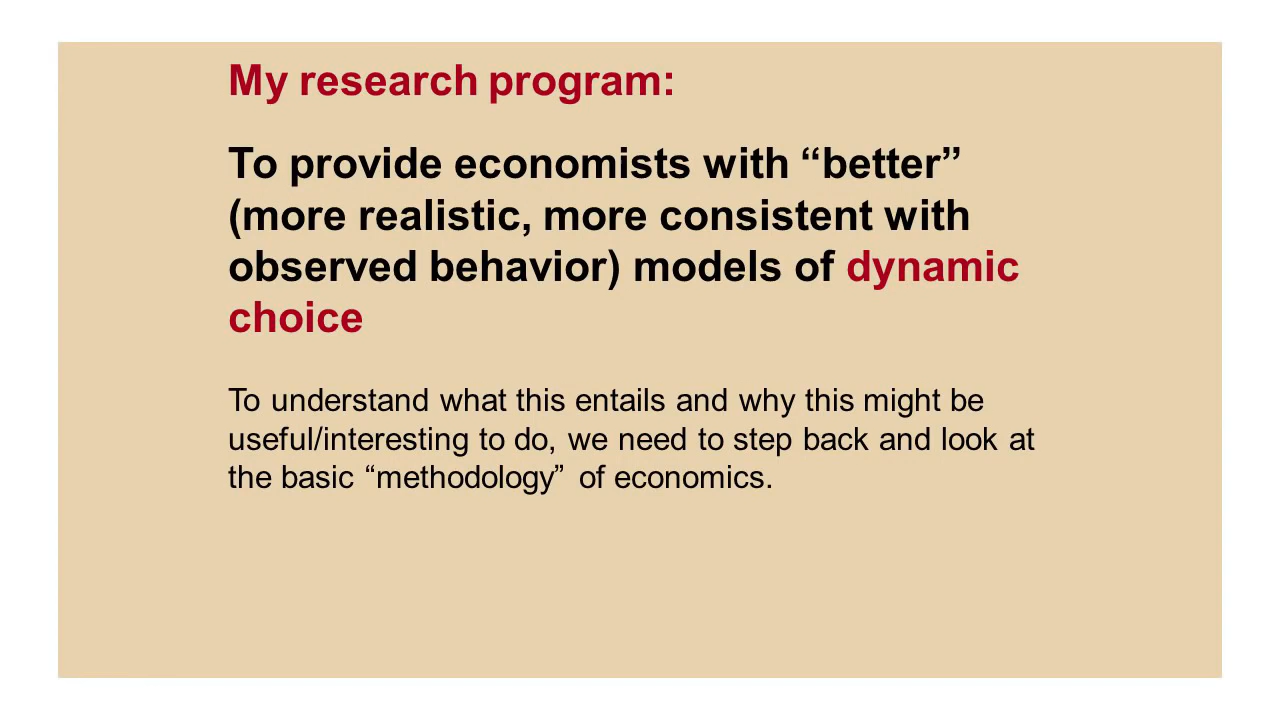 My research program:
To provide economists with “better”
(more realistic, more consistent with
observed behavior) models of dynamic
choice
To understand what this entails and why this might be
useful/interesting to do, we need to step back and look at
the basic “methodology” of economics.